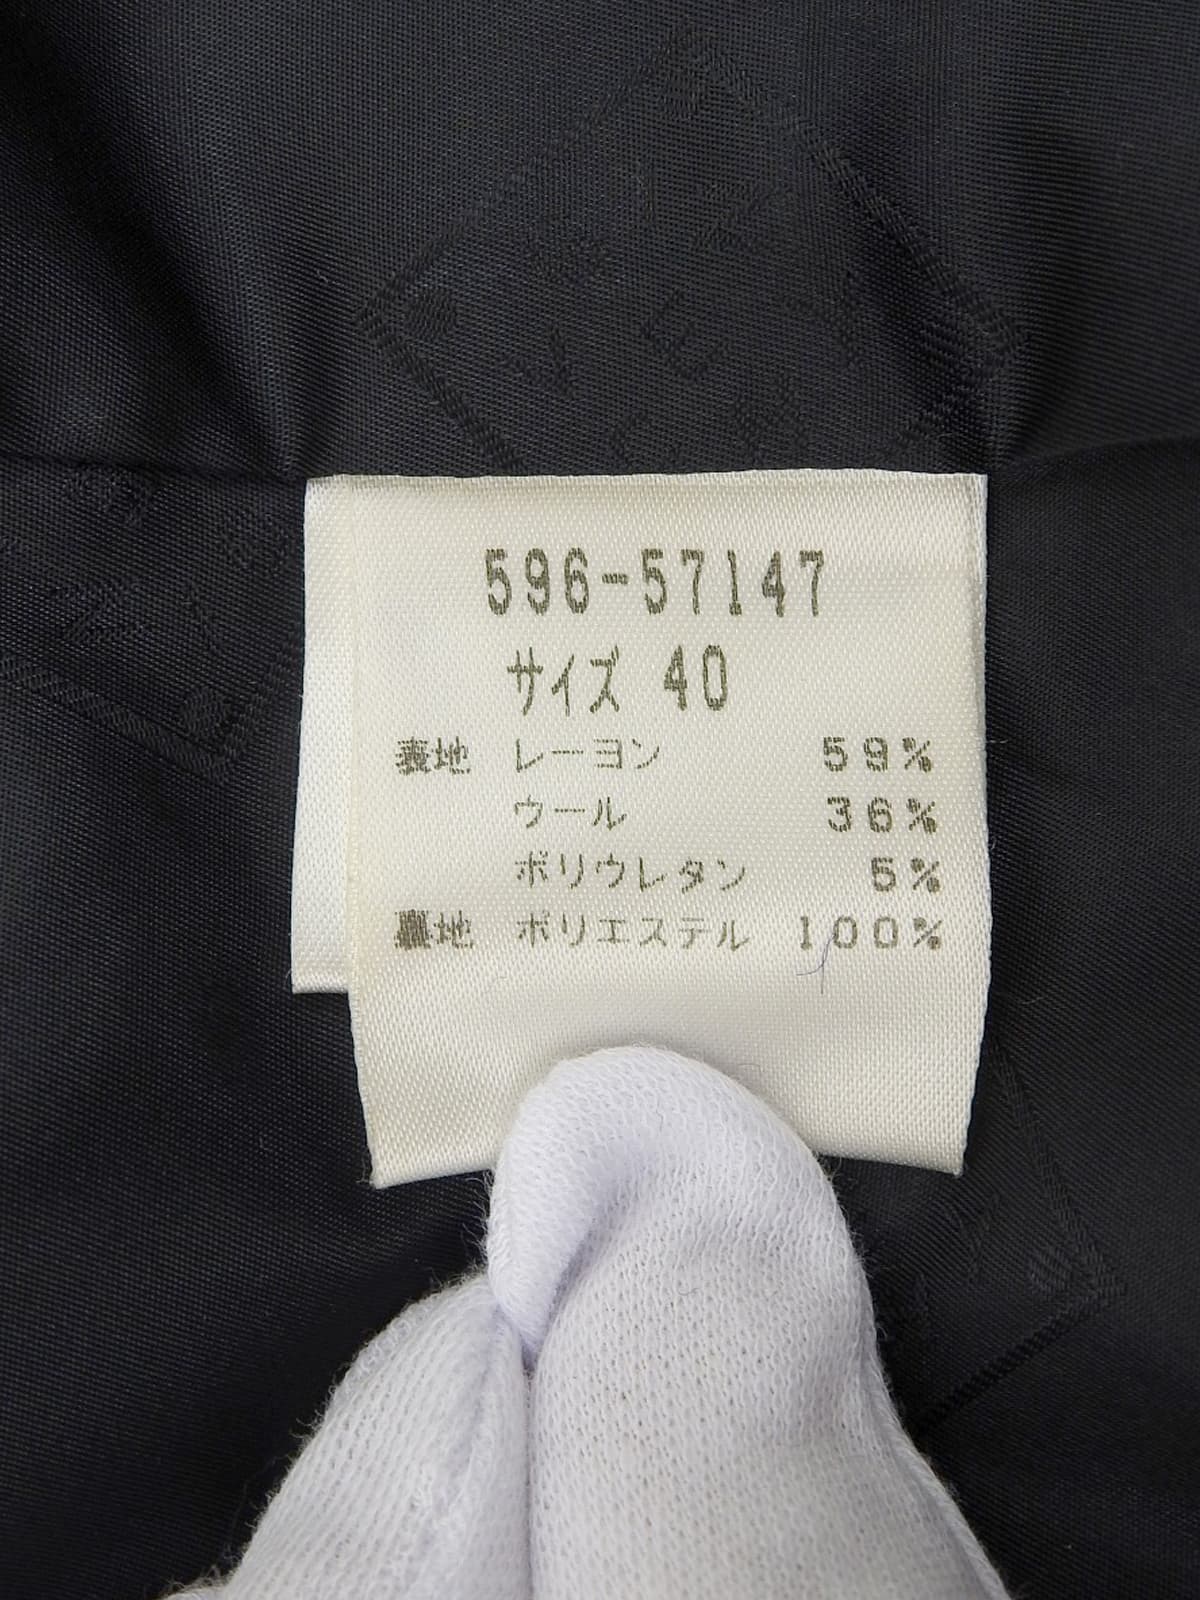 596-57147
サイズ 40
表地 レーヨン 59%
ウール 36%
ポリウレタン 5%
裏地 ポリエステル 100%